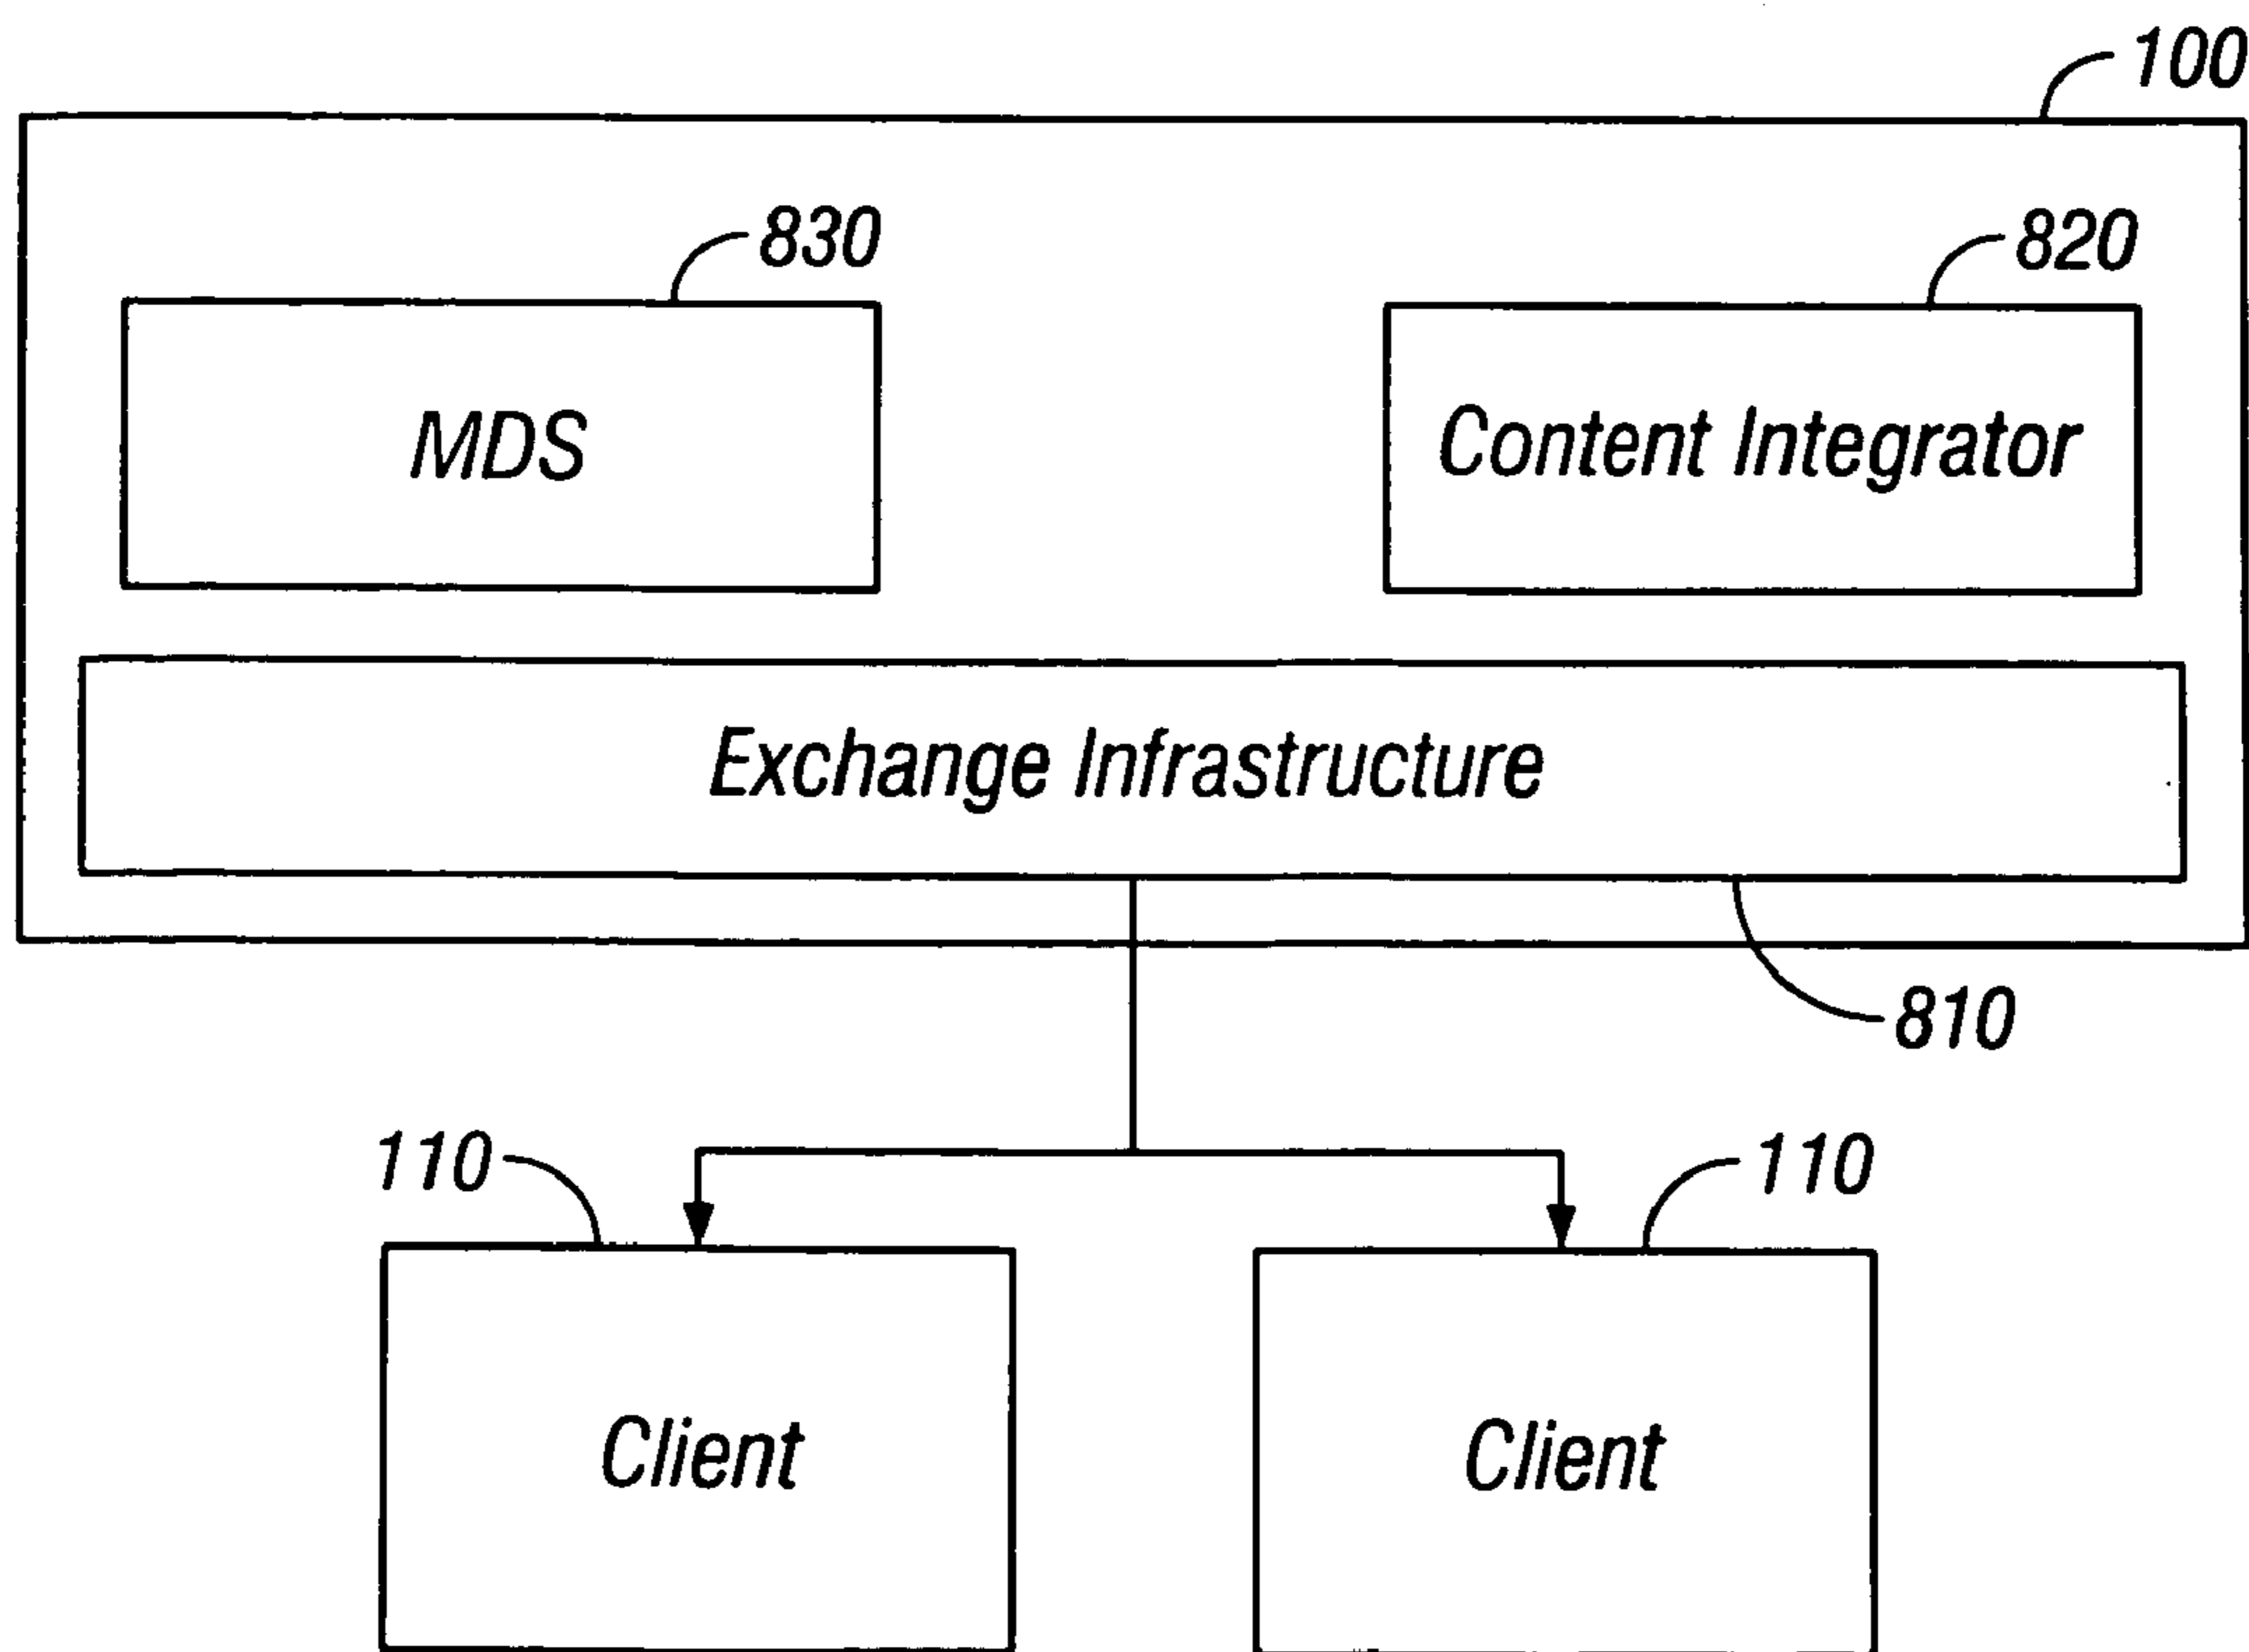 100
830
820
MDS
Content Integrator
Exchange Infrastructure
810
110
110
Client
Client